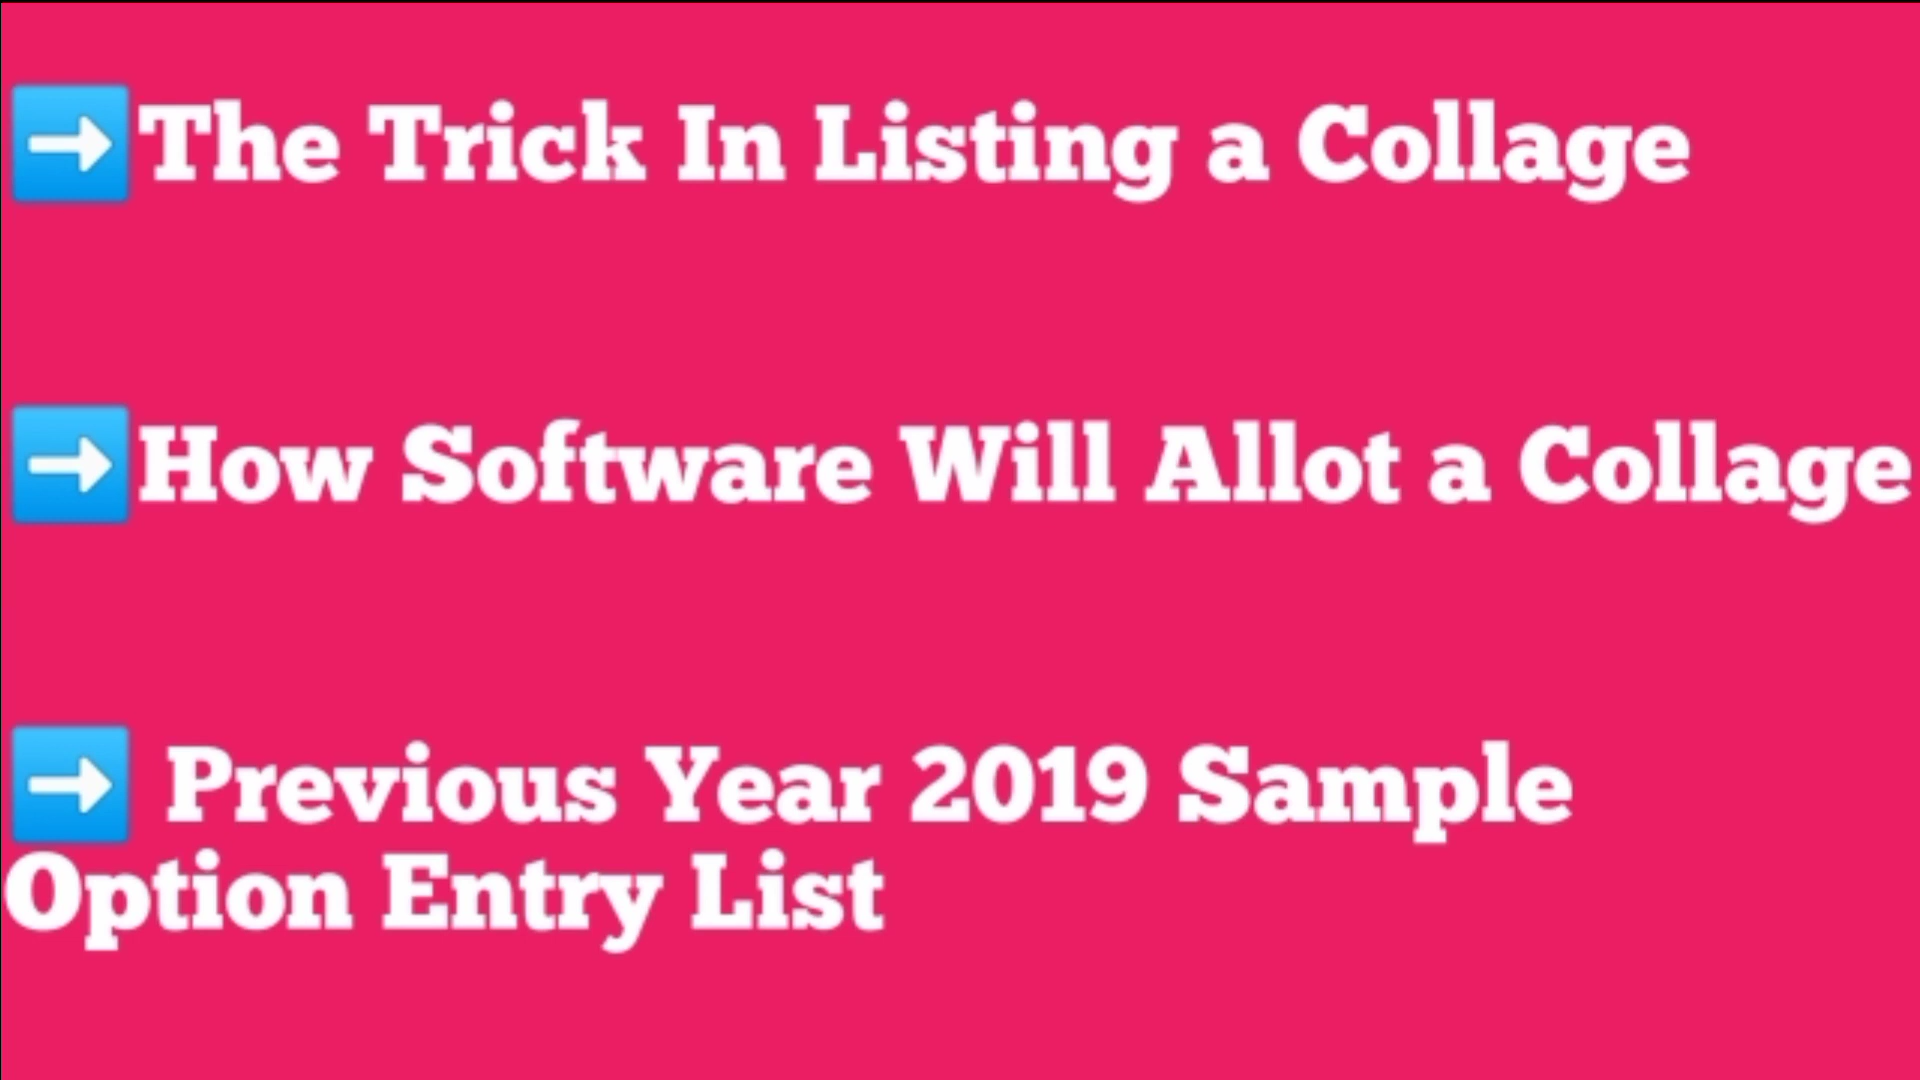 ➡️The Trick In Listing a Collage
➡️How Software Will Allot a Collage
➡️ Previous Year 2019 Sample
Option Entry List